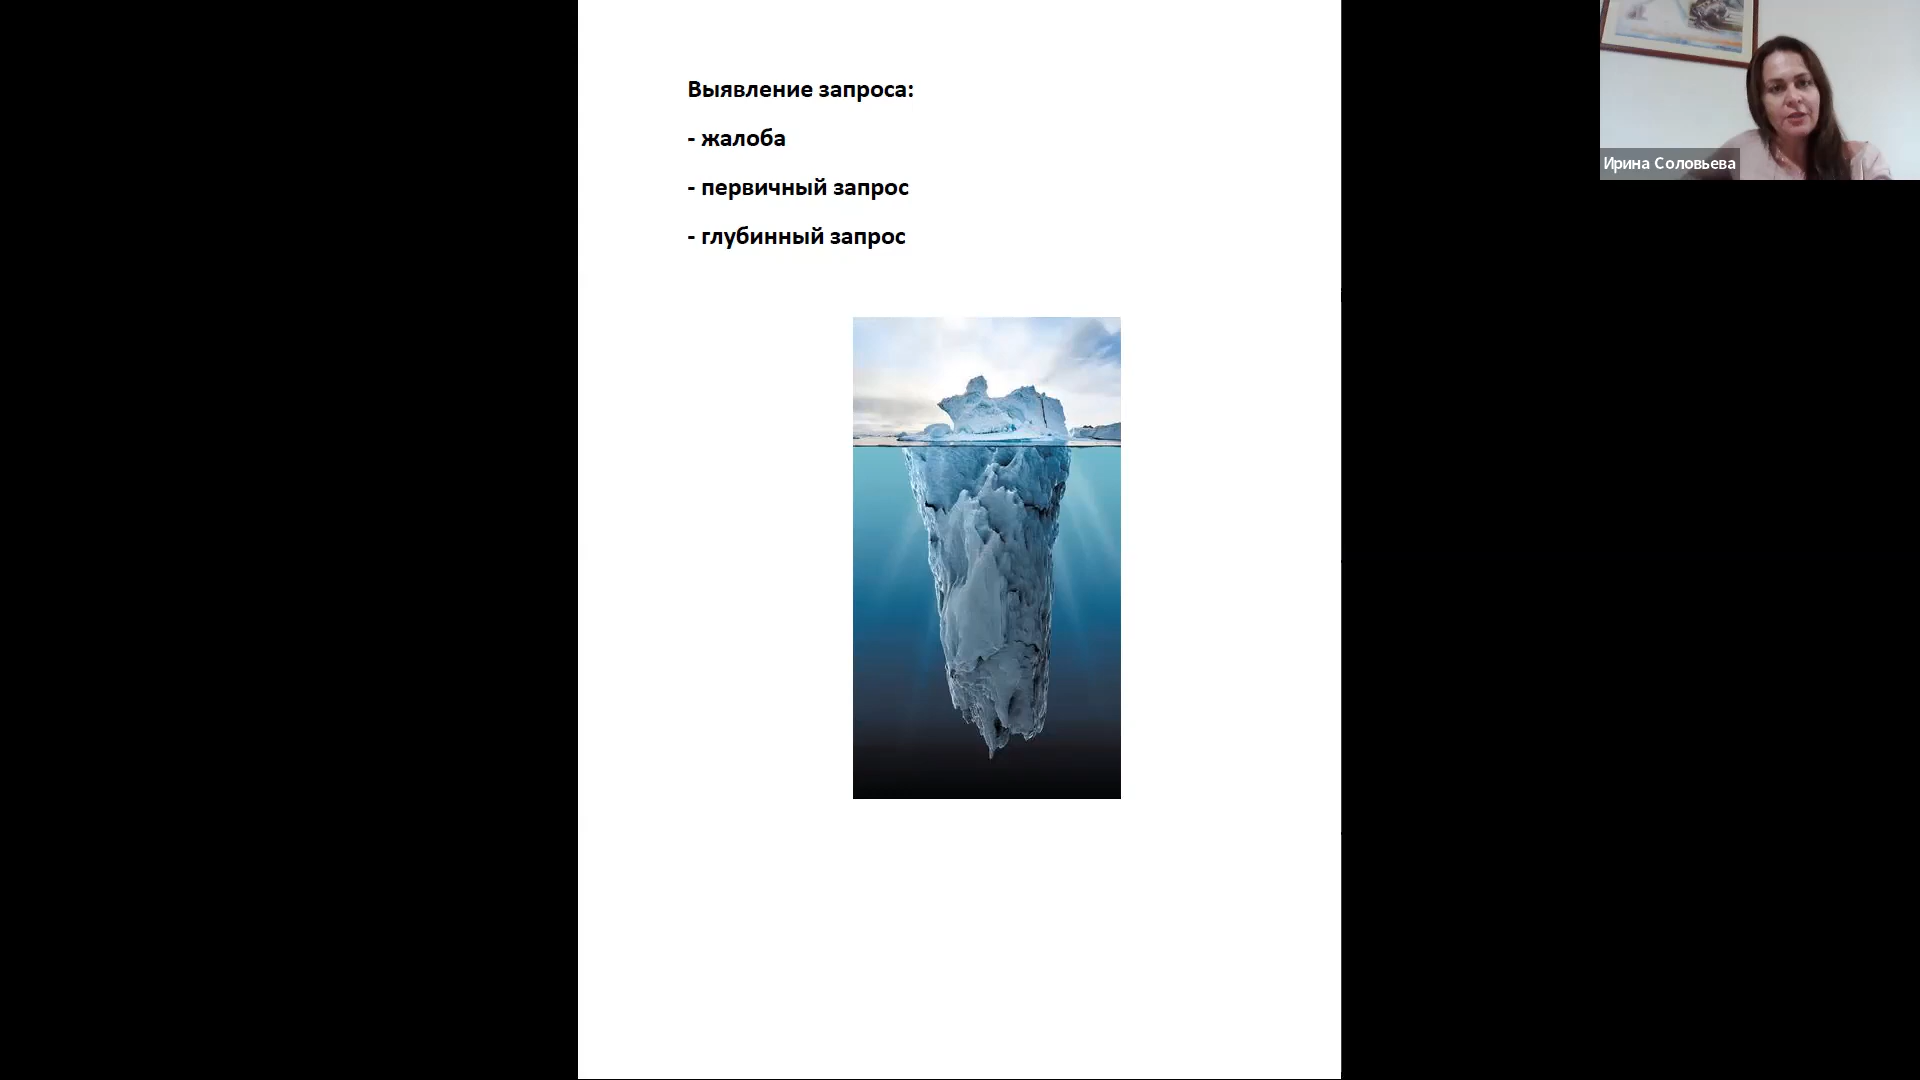 Выявление запроса:
- жалоба
- первичный запрос
- глубинный запрос
Ирина Соловьева